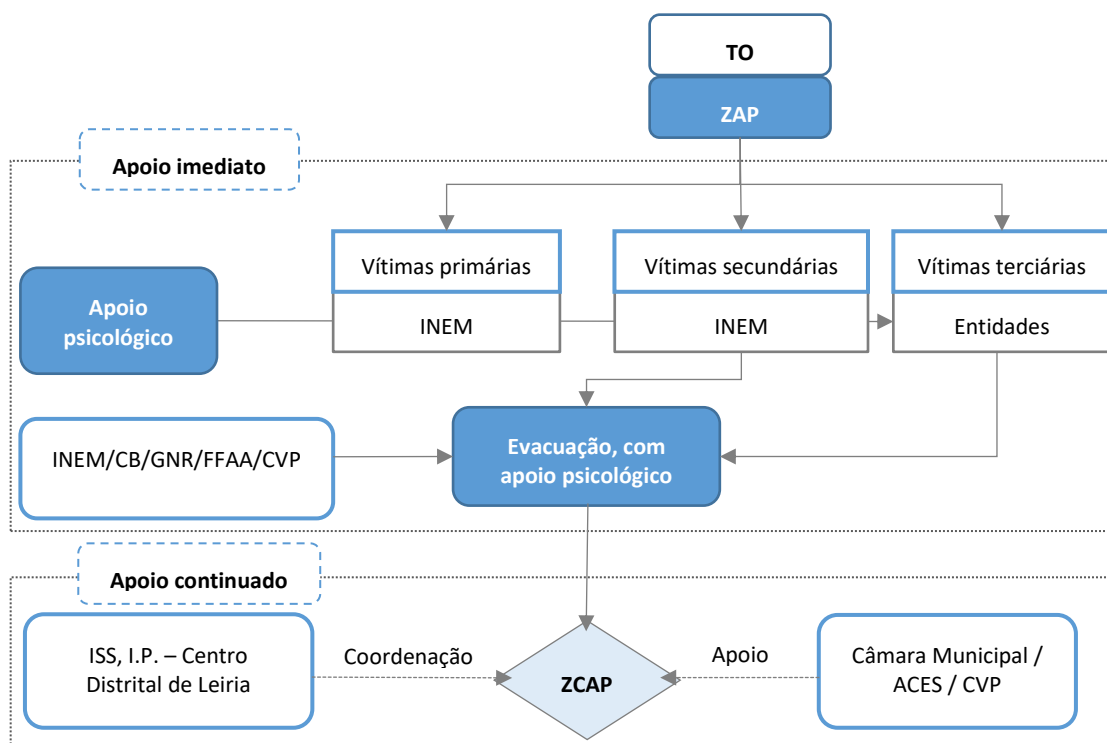 TO
ZAP
Apoio imediato
Vítimas primárias
Vítimas secundárias
Vítimas terciárias
Apoio
psicológico
INEM
INEM
Entidades
INEM/CB/GNR/FFAA/CVP
Evacuação, com
apoio psicológico
Apoio continuado
ISS, I.P. – Centro
Distrital de Leiria
Coordenação
ZCAP
Apoio
Câmara Municipal /
ACES / CVP